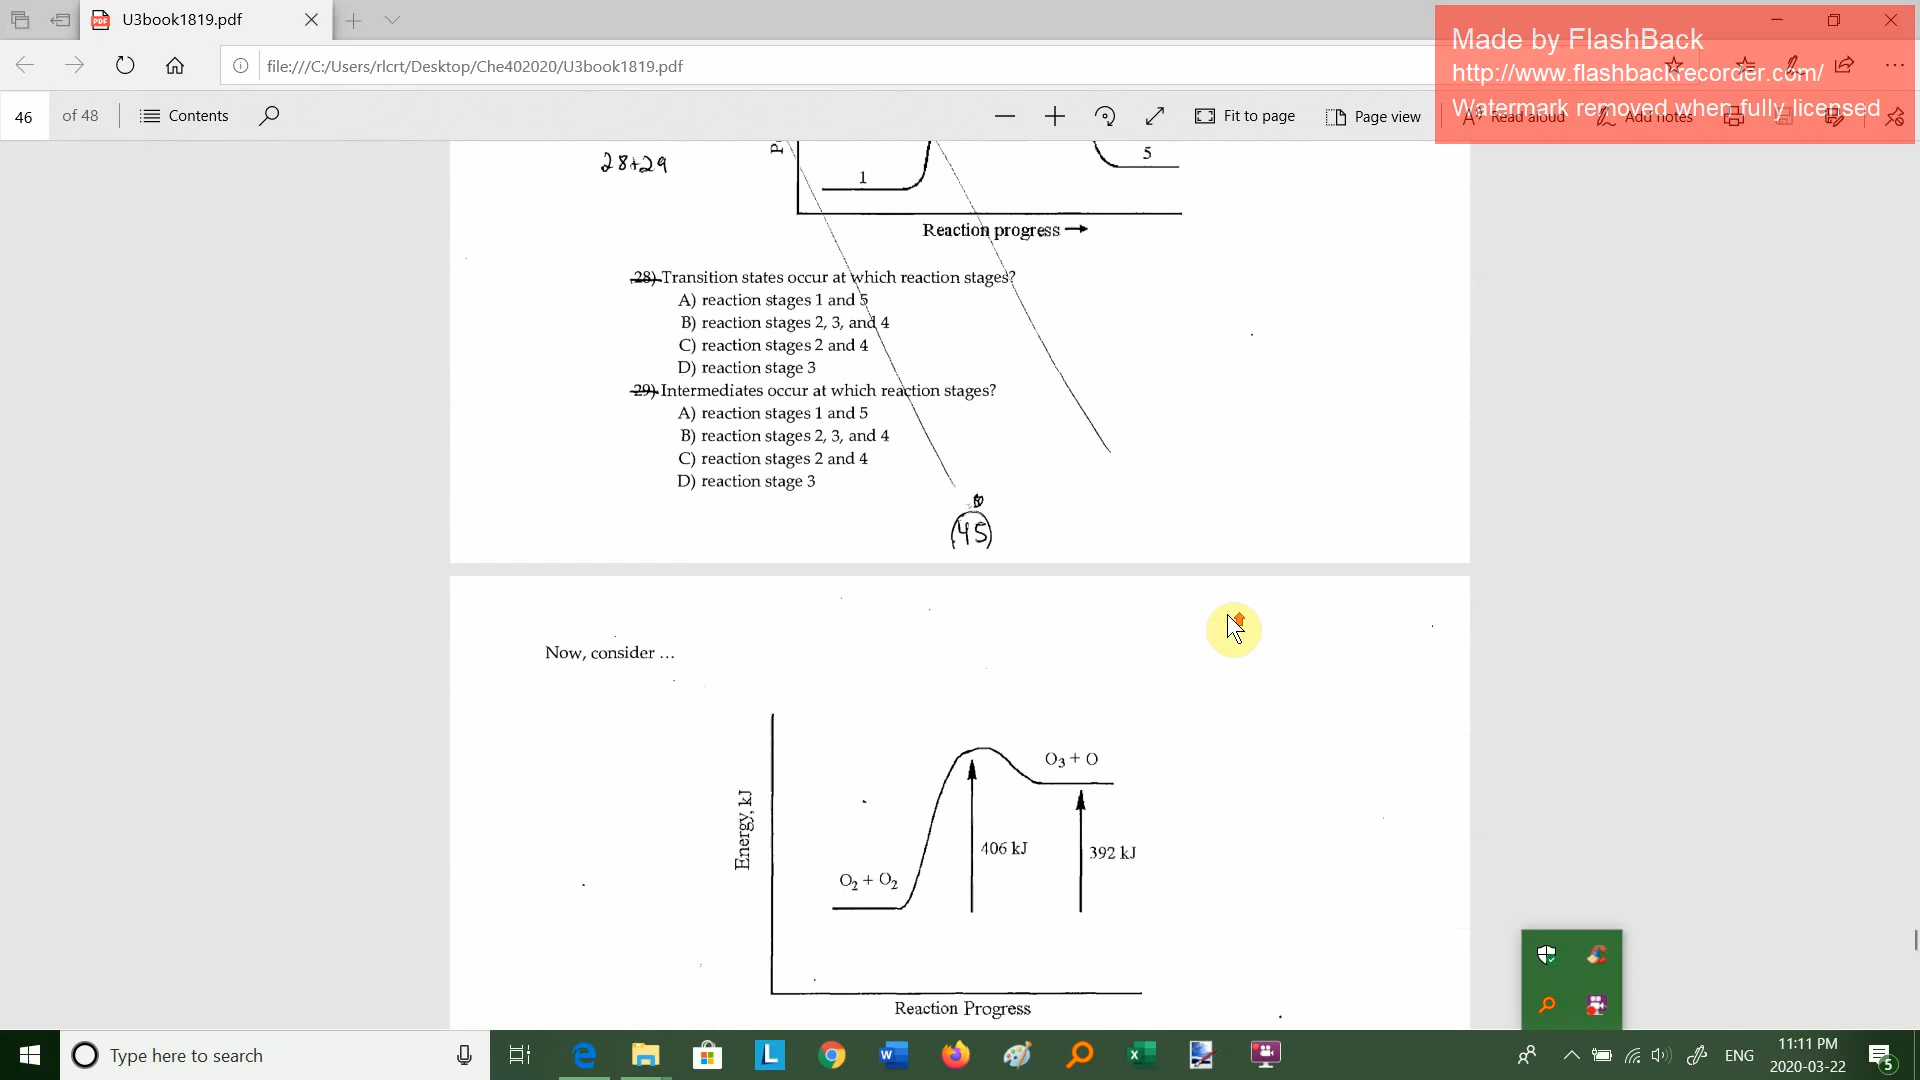 U3book1819.pdf
Made by FlashBack
http://www.flashbackrecorder.com/
Watermark removed when fully licensed
file:///C:/Users/rlcrt/Desktop/Che402020/U3book1819.pdf
46 of 48 Contents Fit to page Page view Read aloud Add notes
28+29
1
5
Reaction progress
28) Transition states occur at which reaction stages?
A) reaction stages 1 and 5
B) reaction stages 2, 3, and 4
C) reaction stages 2 and 4
D) reaction stage 3
29) Intermediates occur at which reaction stages?
A) reaction stages 1 and 5
B) reaction stages 2, 3, and 4
C) reaction stages 2 and 4
D) reaction stage 3
45
Now, consider ...
O3 + O
Energy, kJ
406 kJ
392 kJ
O2 + O2
Reaction Progress
Type here to search
ENG
11:11 PM
2020-03-22
5